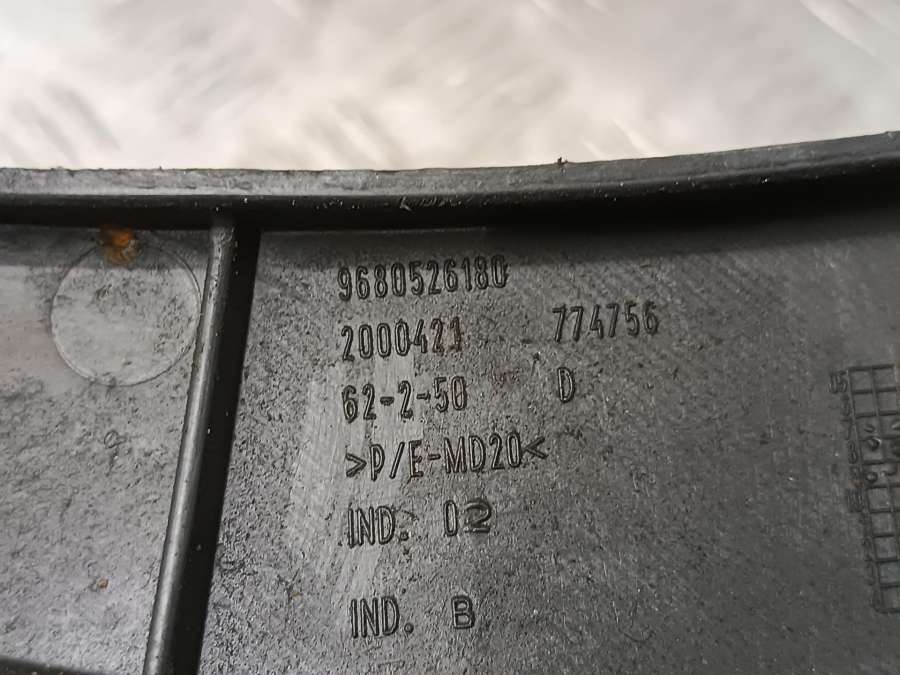 9680526180
2000421 774756
62-2-50 D
>P/E-MD20<
IND. 02
IND. B